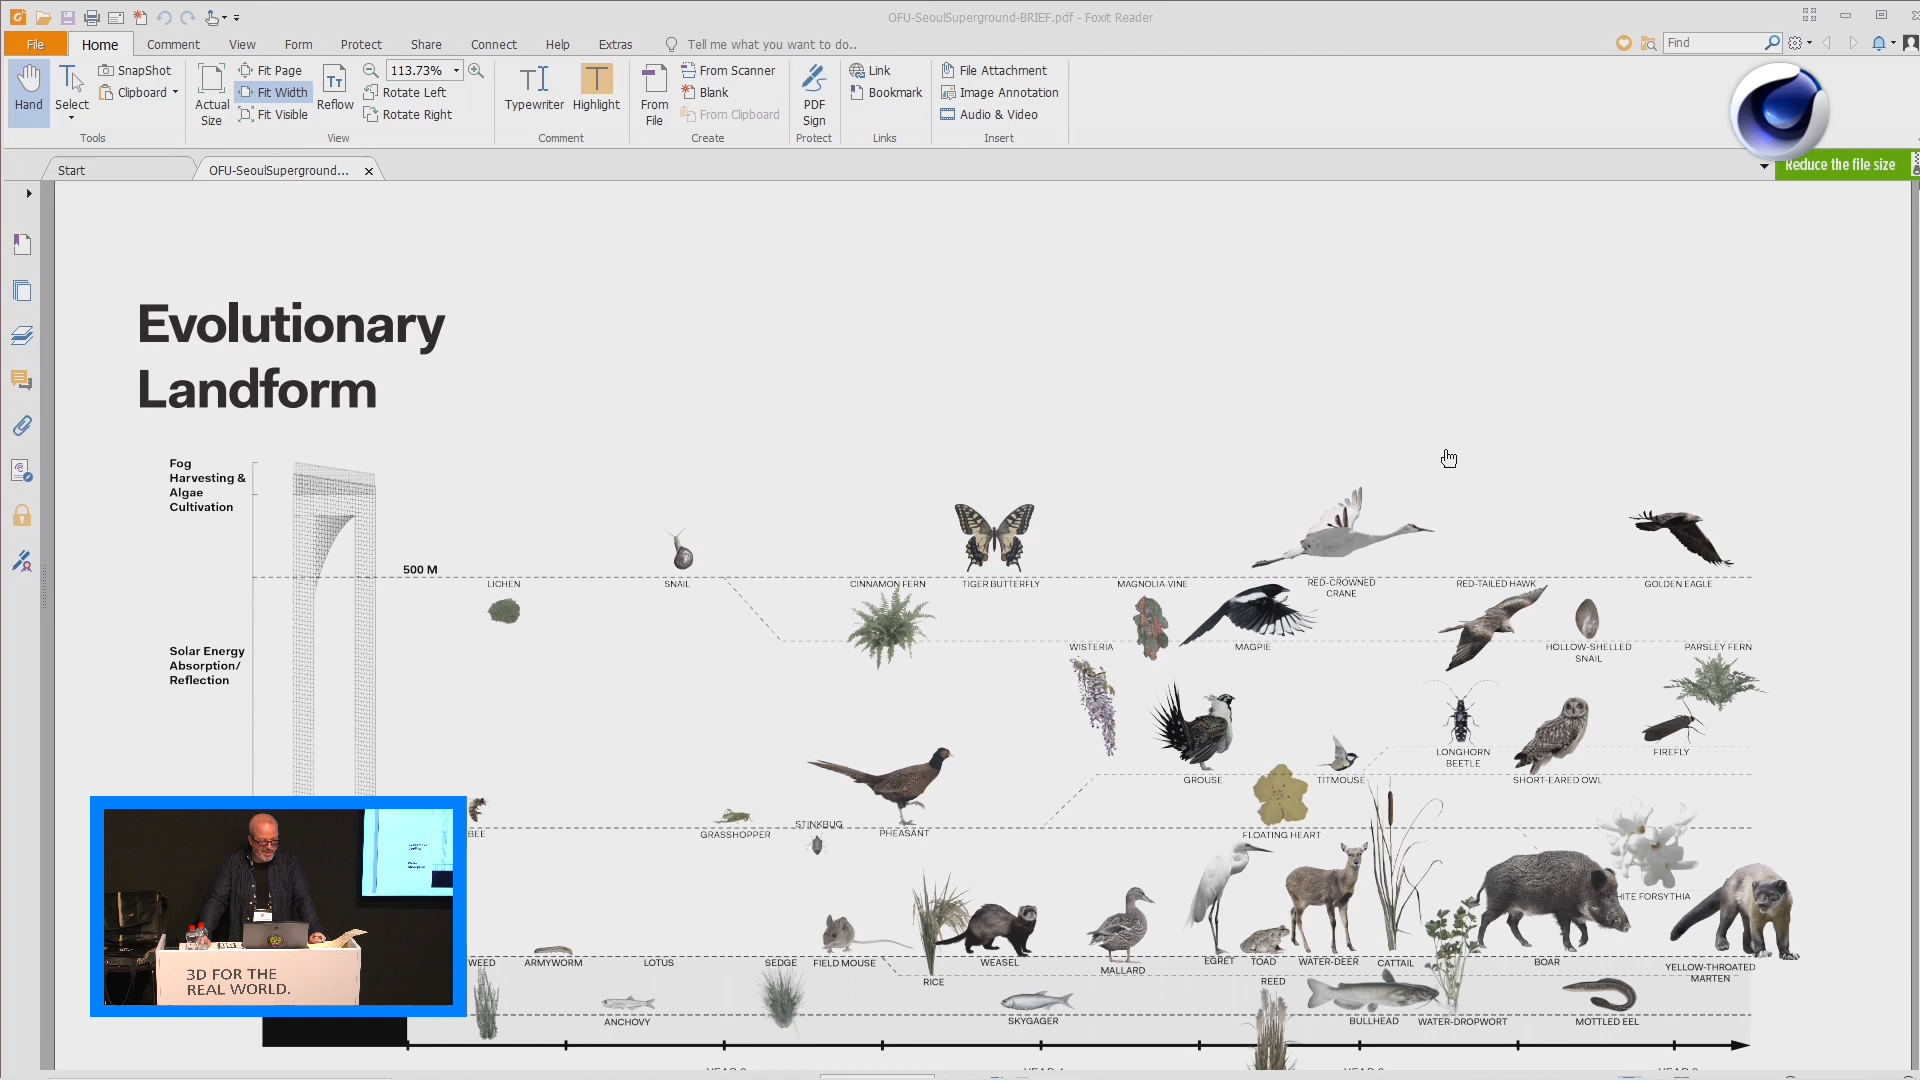 OFU-SeoulSuperground-BRIEF.pdf - Foxit Reader
File
Home
Comment
View
Form
Protect
Share
Connect
Help
Extras
Tell me what you want to do..
Find
Hand
Select
SnapShot
Clipboard
Tools
Actual
Size
Fit Page
Fit Width
Fit Visible
Reflow
113.73%
Rotate Left
Rotate Right
View
Typewriter
Highlight
Comment
From
File
From Scanner
Blank
From Clipboard
Create
PDF
Sign
Protect
Link
Bookmark
Links
File Attachment
Image Annotation
Audio & Video
Insert
Reduce the file size
Start
OFU-SeoulSuperground...
Evolutionary
Landform
Fog
Harvesting &
Algae
Cultivation
500 M
LICHEN
SNAIL
CINNAMON FERN
TIGER BUTTERFLY
MAGNOLIA VINE
RED-CROWNED
CRANE
RED-TAILED HAWK
GOLDEN EAGLE
Solar Energy
Absorption/
Reflection
WISTERIA
MAGPIE
HOLLOW-SHELLED
SNAIL
PARSLEY FERN
GROUSE
TITMOUSE
LONGHORN
BEETLE
SHORT-EARED OWL
FIREFLY
BEE
GRASSHOPPER
STINKBUG
PHEASANT
FLOATING HEART
HITE FORSYTHIA
WEED
ARMYWORM
LOTUS
SEDGE
FIELD MOUSE
RICE
WEASEL
MALLARD
EGRET
TOAD
WATER-DEER
CATTAIL
BOAR
YELLOW-THROATED
MARTEN
REED
ANCHOVY
SKYGAGER
BULLHEAD
WATER-DROPWORT
MOTTLED EEL
3D FOR THE
REAL WORLD.